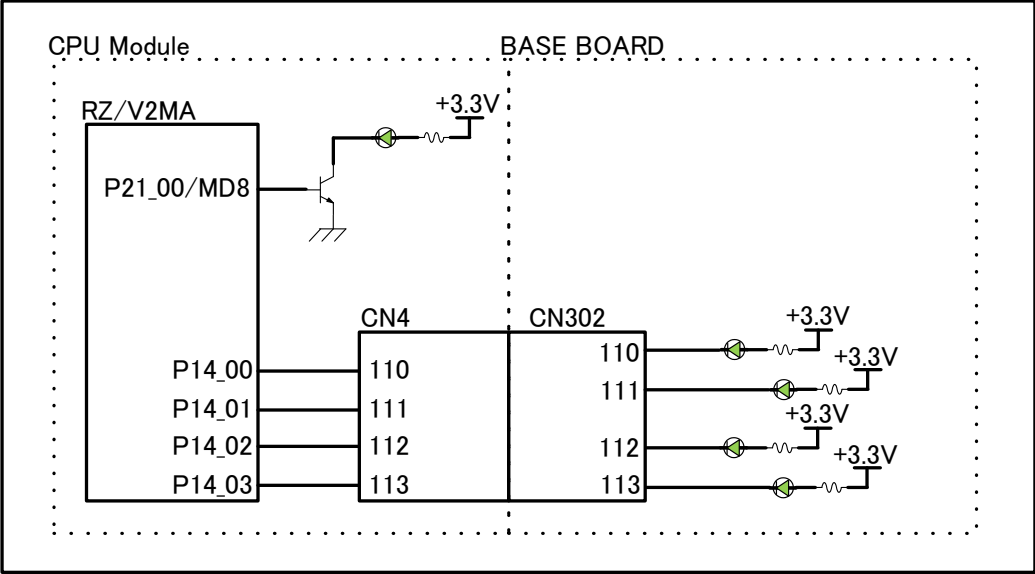 CPU Module
BASE BOARD
RZ/V2MA
+3.3V
P21_00/MD8
CN4
CN302
+3.3V
110
+3.3V
P14_00
110
111
P14_01
111
+3.3V
P14_02
112
112
+3.3V
P14_03
113
113